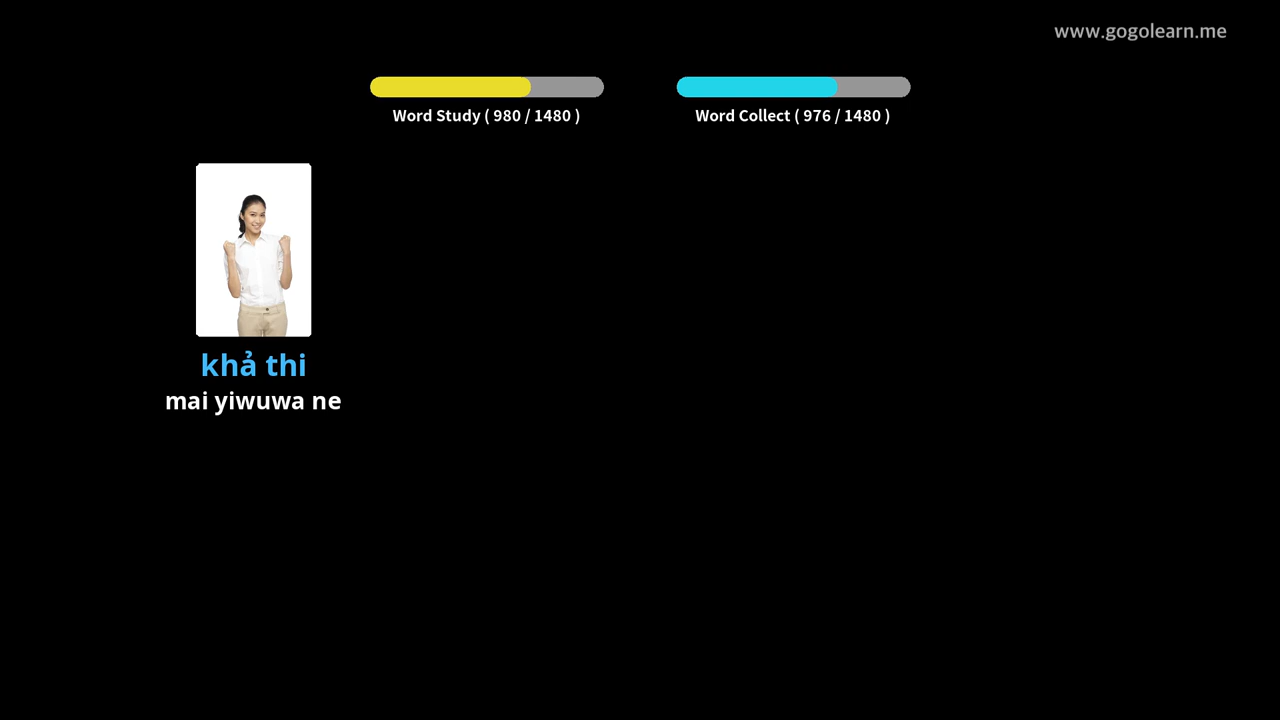 www.gogolearn.me
Word Study ( 980 / 1480 )
Word Collect ( 976 / 1480 )
khả thi
mai yiwuwa ne